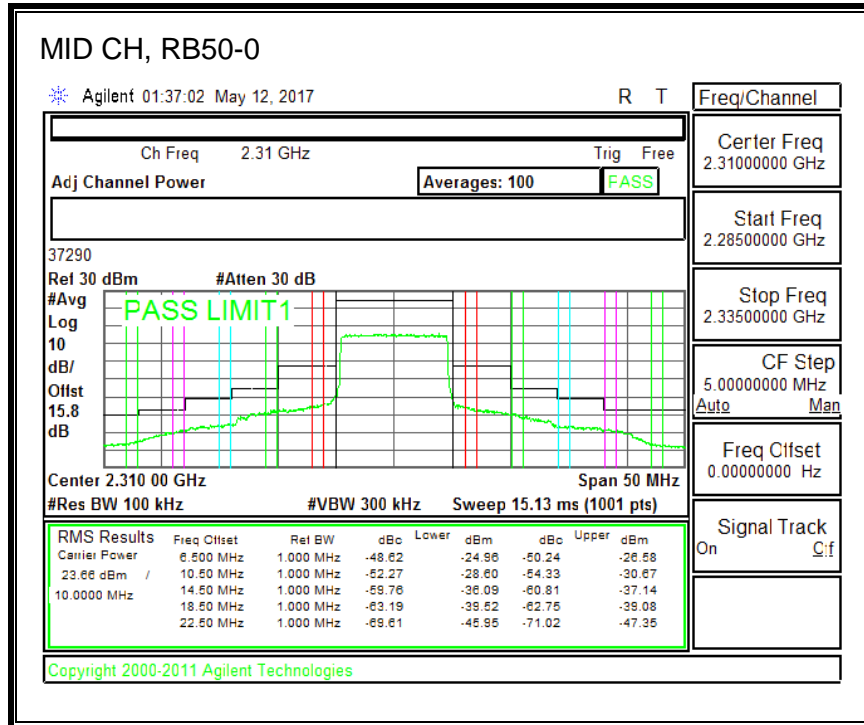 MID CH, RB50-0
Agilent 01:37:02 May 12, 2017 R T
Freq/Channel
Ch Freq 2.31 GHz Trig Free
Adj Channel Power Averages: 100 PASS
Center Freq
2.31000000 GHz
Start Freq
2.28500000 GHz
Stop Freq
2.33500000 GHz
CF Step
5.00000000 MHz
Auto Man
Freq Offset
0.00000000 Hz
Signal Track
On Off
37290
Ref 30 dBm #Atten 30 dB
#Avg
Log
10
dB/
Offst
15.8
dB
PASS LIMIT1
Center 2.310 00 GHz Span 50 MHz
#Res BW 100 kHz #VBW 300 kHz Sweep 15.13 ms (1001 pts)
RMS Results Freq Offset Ref BW dBc Lower dBm dBc Upper dBm
Carrier Power 6.500 MHz 1.000 MHz -48.62 -24.96 -50.24 -26.58
23.66 dBm / 10.50 MHz 1.000 MHz -52.27 -28.60 -54.33 -30.67
10.0000 MHz 14.50 MHz 1.000 MHz -59.76 -36.09 -60.81 -37.14
18.50 MHz 1.000 MHz -63.19 -39.52 -62.75 -39.08
22.50 MHz 1.000 MHz -69.61 -45.95 -71.02 -47.35
Copyright 2000-2011 Agilent Technologies